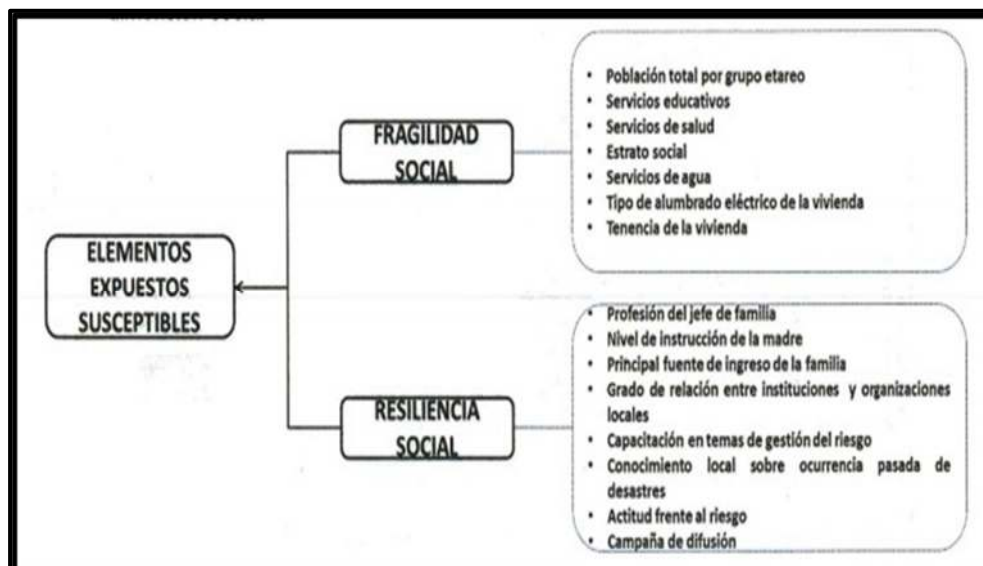 • Población total por grupo etareo
• Servicios educativos
• Servicios de salud
• Estrato social
• Servicios de agua
• Tipo de alumbrado eléctrico de la vivienda
• Tenencia de la vivienda
FRAGILIDAD
SOCIAL
ELEMENTOS
EXPUESTOS
SUSCEPTIBLES
• Profesión del jefe de familia
• Nivel de instrucción de la madre
• Principal fuente de ingreso de la familia
• Grado de relación entre instituciones y organizaciones
locales
• Capacitación en temas de gestión del riesgo
• Conocimiento local sobre ocurrencia pasada de
desastres
• Actitud frente al riesgo
• Campaña de difusión
RESILIENCIA
SOCIAL